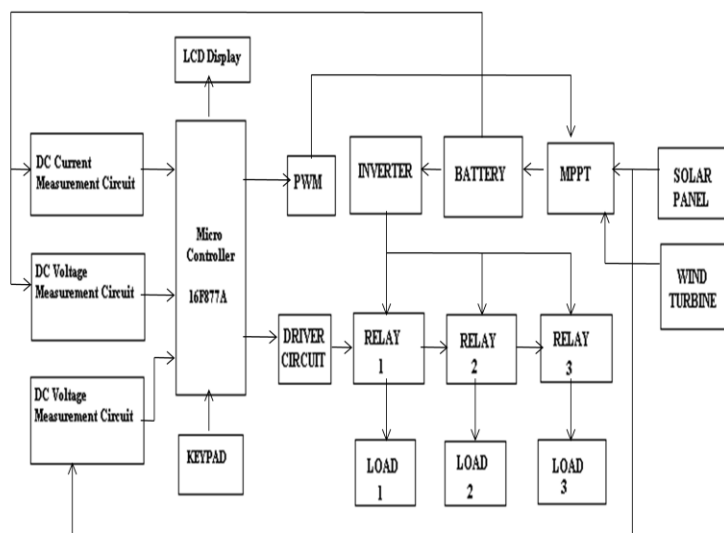 LCD Display
DC Current
Measurement Circuit
PWM
INVERTER
BATTERY
MPPT
SOLAR
PANEL
Micro
Controller
16F877A
DC Voltage
Measurement Circuit
WIND
TURBINE
DRIVER
CIRCUIT
RELAY
1
RELAY
2
RELAY
3
DC Voltage
Measurement Circuit
KEYPAD
LOAD
1
LOAD
2
LOAD
3